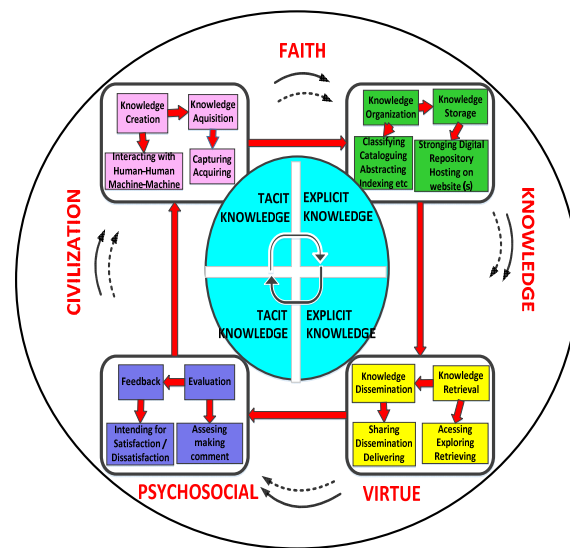 FAITH
Knowledge
Creation
Knowledge
Aquisition
Interacting with
Human-Human
Machine-Machine
Capturing
Acquiring
Knowledge
Organization
Knowledge
Storage
Classifying
Cataloguing
Abstracting
Indexing etc
Stronging Digital
Repository
Hosting on
website (s)
TACIT
KNOWLEDGE
EXPLICIT
KNOWLEDGE
CIVILIZATION
KNOWLEDGE
TACIT
KNOWLEDGE
EXPLICIT
KNOWLEDGE
Feedback
Evaluation
Intending for
Satisfaction /
Dissatisfaction
Assesing
making
comment
Knowledge
Dissemination
Knowledge
Retrieval
Sharing
Dissemination
Delivering
Acessing
Exploring
Retrieving
PSYCHOSOCIAL
VIRTUE